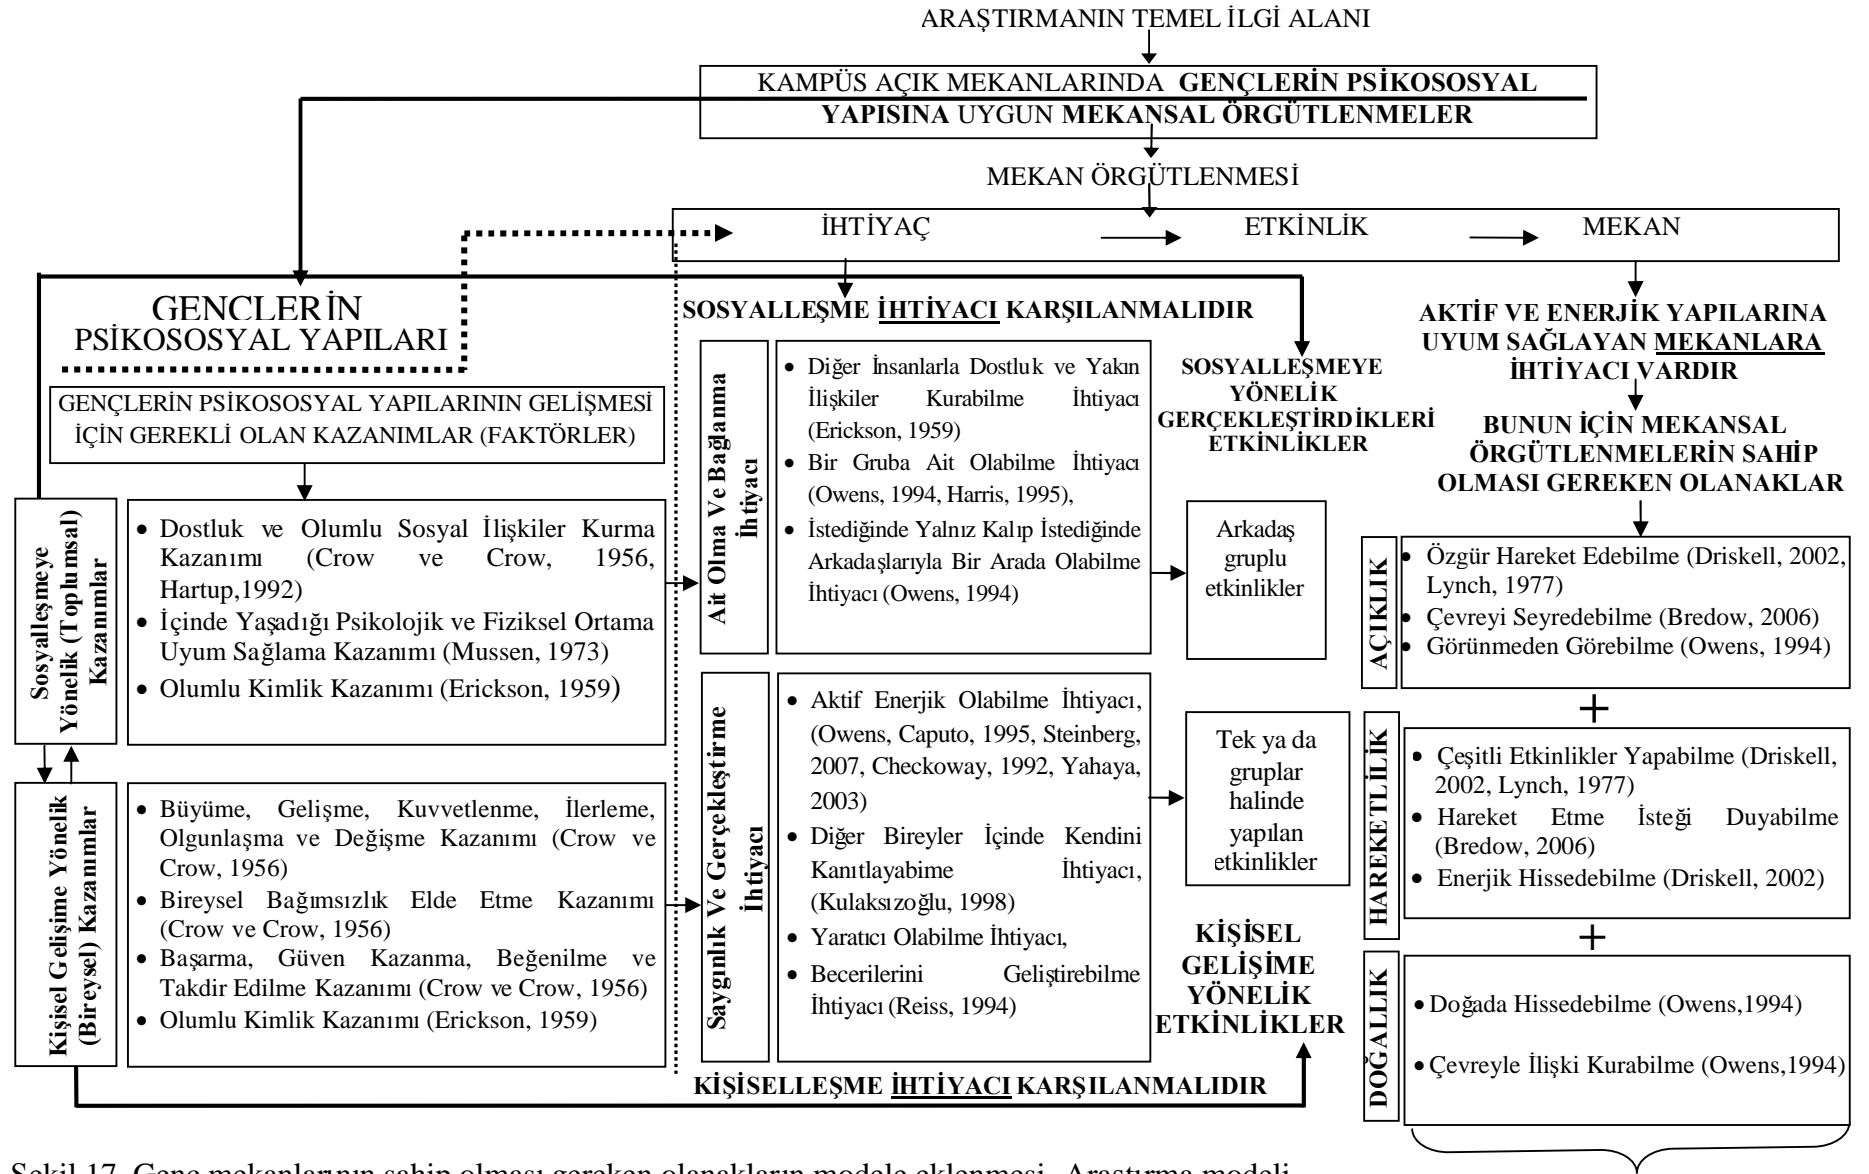 ARAŞTIRMANIN TEMEL İLGİ ALANI
KAMPÜS AÇIK MEKANLARINDA GENÇLERİN PSİKOSOSYAL
YAPISINA UYGUN MEKANSAL ÖRGÜTLENMELER
MEKAN ÖRGÜTLENMESİ
İHTİYAÇ
ETKİNLİK
MEKAN
GENÇLERİN
PSİKOSOSYAL YAPILARI
GENÇLERİN PSİKOSOSYAL YAPILARININ GELİŞMESİ
İÇİN GEREKLİ OLAN KAZANIMLAR (FAKTÖRLER)
Sosyalleşmeye
Yönelik (Toplumsal)
Kazanımlar
• Dostluk ve Olumlu Sosyal İlişkiler Kurma
Kazanımı (Crow ve Crow, 1956,
Hartup,1992)
• İçinde Yaşadığı Psikolojik ve Fiziksel Ortama
Uyum Sağlama Kazanımı (Mussen, 1973)
• Olumlu Kimlik Kazanımı (Erickson, 1959)
Kişisel Gelişime Yönelik
(Bireysel) Kazanımlar
• Büyüme, Gelişme, Kuvvetlenme, İlerleme,
Olgunlaşma ve Değişme Kazanımı (Crow ve
Crow, 1956)
• Bireysel Bağımsızlık Elde Etme Kazanımı
(Crow ve Crow, 1956)
• Başarma, Güven Kazanma, Beğenilme ve
Takdir Edilme Kazanımı (Crow ve Crow, 1956)
• Olumlu Kimlik Kazanımı (Erickson, 1959)
SOSYALLEŞME İHTİYACI KARŞILANMALIDIR
Ait Olma Ve Bağlanma
İhtiyacı
• Diğer İnsanlarla Dostluk ve Yakın
İlişkiler Kurabilme İhtiyacı
(Erickson, 1959)
• Bir Gruba Ait Olabilme İhtiyacı
(Owens, 1994, Harris, 1995),
• İstediğinde Yalnız Kalıp İstediğinde
Arkadaşlarıyla Bir Arada Olabilme
İhtiyacı (Owens, 1994)
Saygınlık Ve Gerçekleştirme
İhtiyacı
• Aktif Enerjik Olabilme İhtiyacı,
(Owens, Caputo, 1995, Steinberg,
2007, Checkoway, 1992, Yahaya,
2003)
• Diğer Bireyler İçinde Kendini
Kanıtlayabime İhtiyacı,
(Kulaksızoğlu, 1998)
• Yaratıcı Olabilme İhtiyacı,
• Becerilerini Geliştirebilme
İhtiyacı (Reiss, 1994)
KİŞİSELLEŞME İHTİYACI KARŞILANMALIDIR
SOSYALLEŞMEYE
YÖNELİK
GERÇEKLEŞTİRDİKLERİ
ETKİNLİKLER
Arkadaş
gruplu
etkinlikler
Tek ya da
gruplar
halinde
yapılan
etkinlikler
KİŞİSEL
GELİŞİME
YÖNELİK
ETKİNLİKLER
AKTİF VE ENERJİK YAPILARINA
UYUM SAĞLAYAN MEKANLARA
İHTİYACI VARDIR
BUNUN İÇİN MEKANSAL
ÖRGÜTLENMELERİN SAHİP
OLMASI GEREKEN OLANAKLAR
AÇIKLIK
• Özgür Hareket Edebilme (Driskell, 2002,
Lynch, 1977)
• Çevreyi Seyredebilme (Bredow, 2006)
• Görünmeden Görebilme (Owens, 1994)
+
HAREKETLİLİK
• Çeşitli Etkinlikler Yapabilme (Driskell,
2002, Lynch, 1977)
• Hareket Etme İsteği Duyabilme
(Bredow, 2006)
• Enerjik Hissedebilme (Driskell, 2002)
+
DOĞALLIK
• Doğada Hissedebilme (Owens,1994)
• Çevreyle İlişki Kurabilme (Owens,1994)
Şekil 17. Genç mekanlarının sahip olması gereken olanakların modele eklenmesi- Araştırma modeli